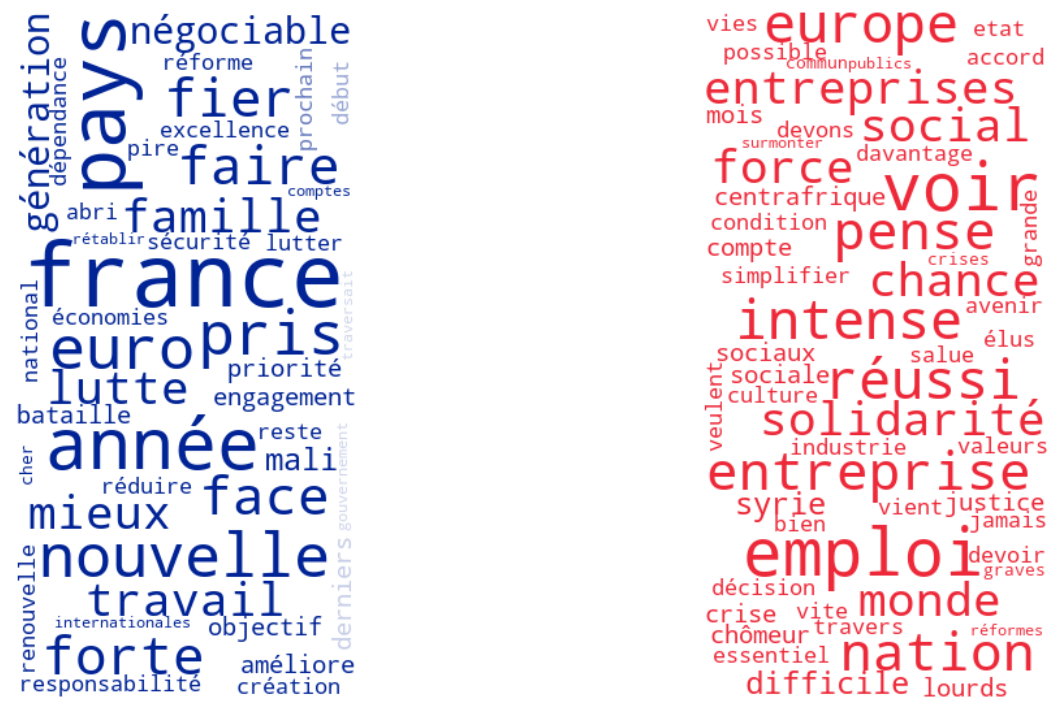 pays
négociable
génération
dépendance
réforme
prochain
début
fier
excellence
pire
faire
comptes
abri
famille
rétablir
sécurité
lutter
france
traversait
national
économies
euro
pris
priorité
lutte
engagement
bataille
année
reste
mali
cher
gouvernement
réduire
face
mieux
nouvelle
derniers
renouvelle
travail
internationales
objectif
forte
améliore
responsabilité
création
vies
europe
etat
possible
commun
publics
accord
entreprises
mois
devons
social
surmonter
force
davantage
centrafrique
voir
grande
condition
pense
compte
crises
simplifier
chance
intense
avenir
élus
sociaux
salue
veulent
sociale
réussi
culture
solidarité
industrie
valeurs
entreprise
syrie
vient
justice
bien
jamais
emploi
devoir
graves
décision
monde
crise
vite
chômeur
travers
réformes
essentiel
nation
difficile
lourds